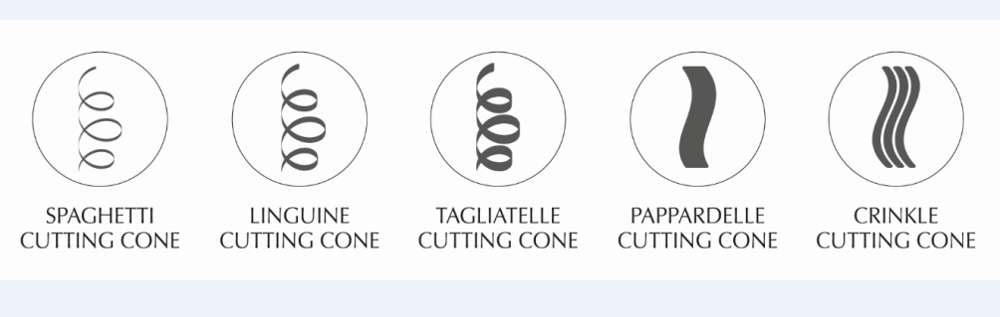 SPAGHETTI
CUTTING CONE
LINGUINE
CUTTING CONE
TAGLIATELLE
CUTTING CONE
PAPPARDELLE
CUTTING CONE
CRINKLE
CUTTING CONE